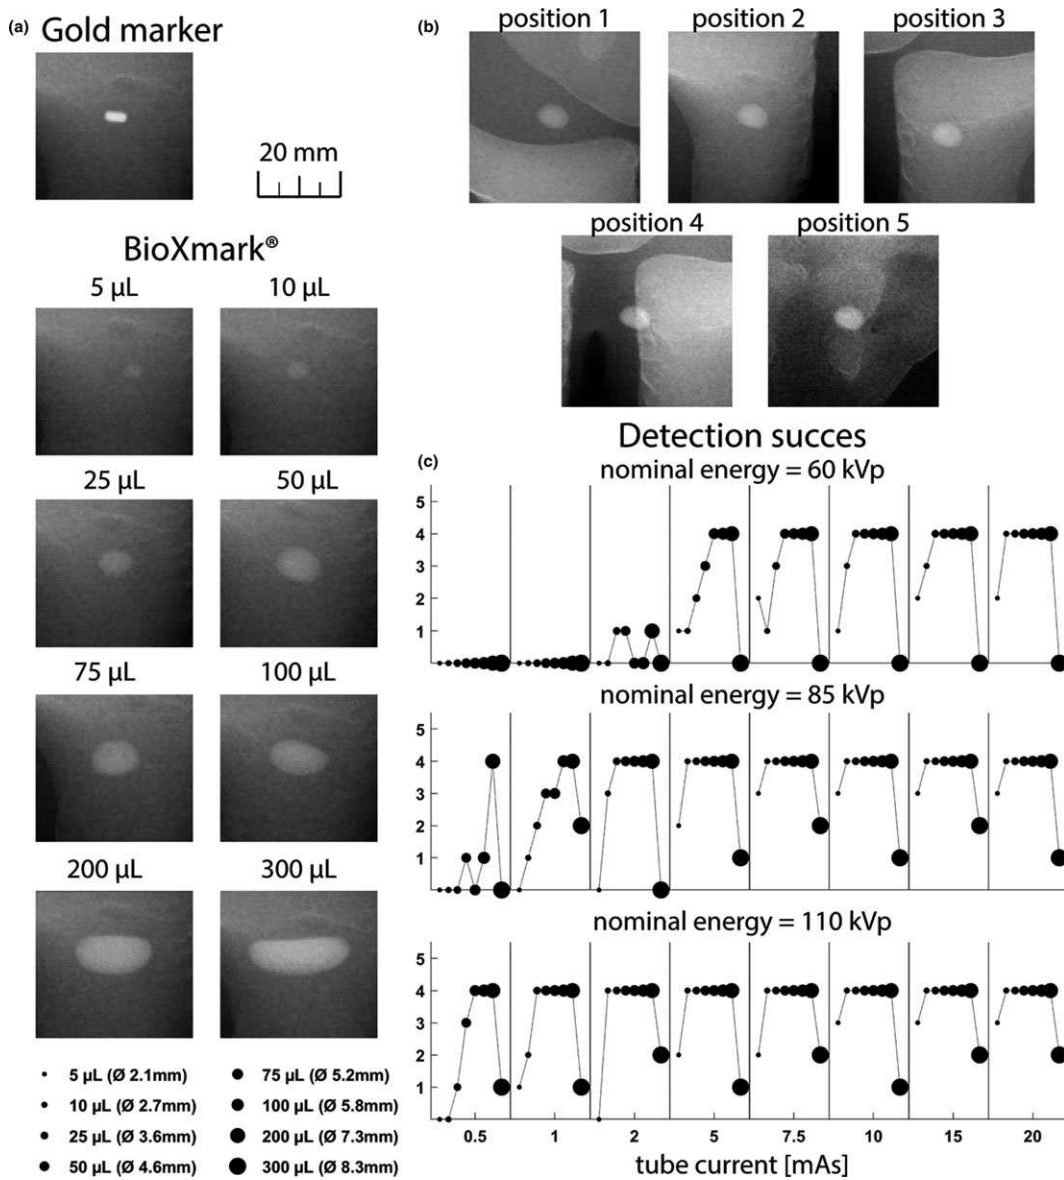 (a) Gold marker
20 mm
BioXmark®
5 µL 10 µL
25 µL 50 µL
75 µL 100 µL
200 µL 300 µL
5 µL (Ø 2.1mm)
10 µL (Ø 2.7mm)
25 µL (Ø 3.6mm)
50 µL (Ø 4.6mm)
75 µL (Ø 5.2mm)
100 µL (Ø 5.8mm)
200 µL (Ø 7.3mm)
300 µL (Ø 8.3mm)
(b)
position 1 position 2 position 3
position 4 position 5
Detection succes
(c)
nominal energy = 60 kVp
5
4
3
2
1
nominal energy = 85 kVp
5
4
3
2
1
nominal energy = 110 kVp
5
4
3
2
1
0.5 1 2 5 7.5 10 15 20
tube current [mAs]